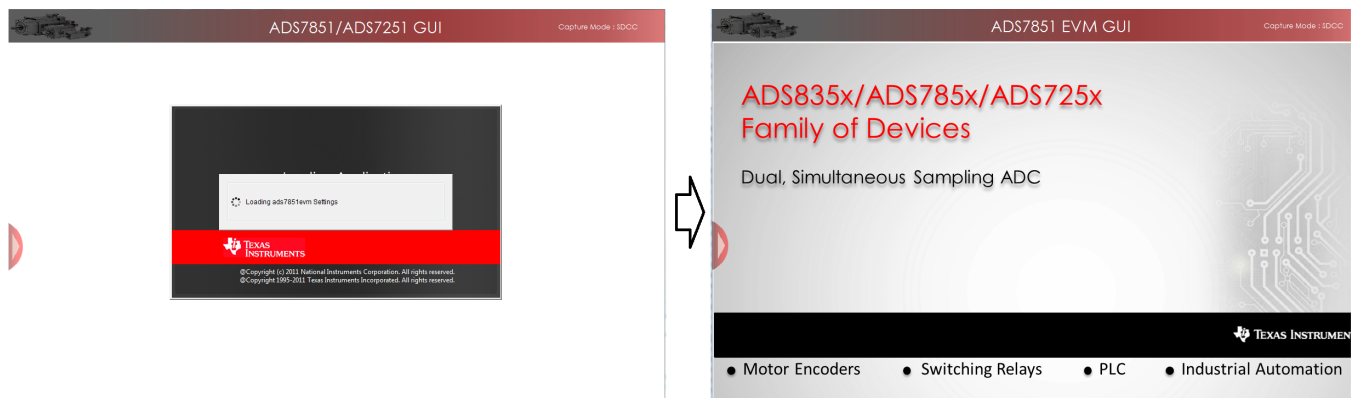 ADS7851/ADS7251 GUI
Capture Mode : SDCC
Loading ads7851evm Settings
TEXAS
INSTRUMENTS
@Copyright (c) 2011 National Instruments Corporation. All rights reserved.
@Copyright 1995-2011 Texas Instruments Incorporated. All rights reserved.
ADS7851 EVM GUI
Capture Mode : SDCC
ADS835x/ADS785x/ADS725x
Family of Devices
Dual, Simultaneous Sampling ADC
TEXAS INSTRUMEN
● Motor Encoders ● Switching Relays ● PLC ● Industrial Automation